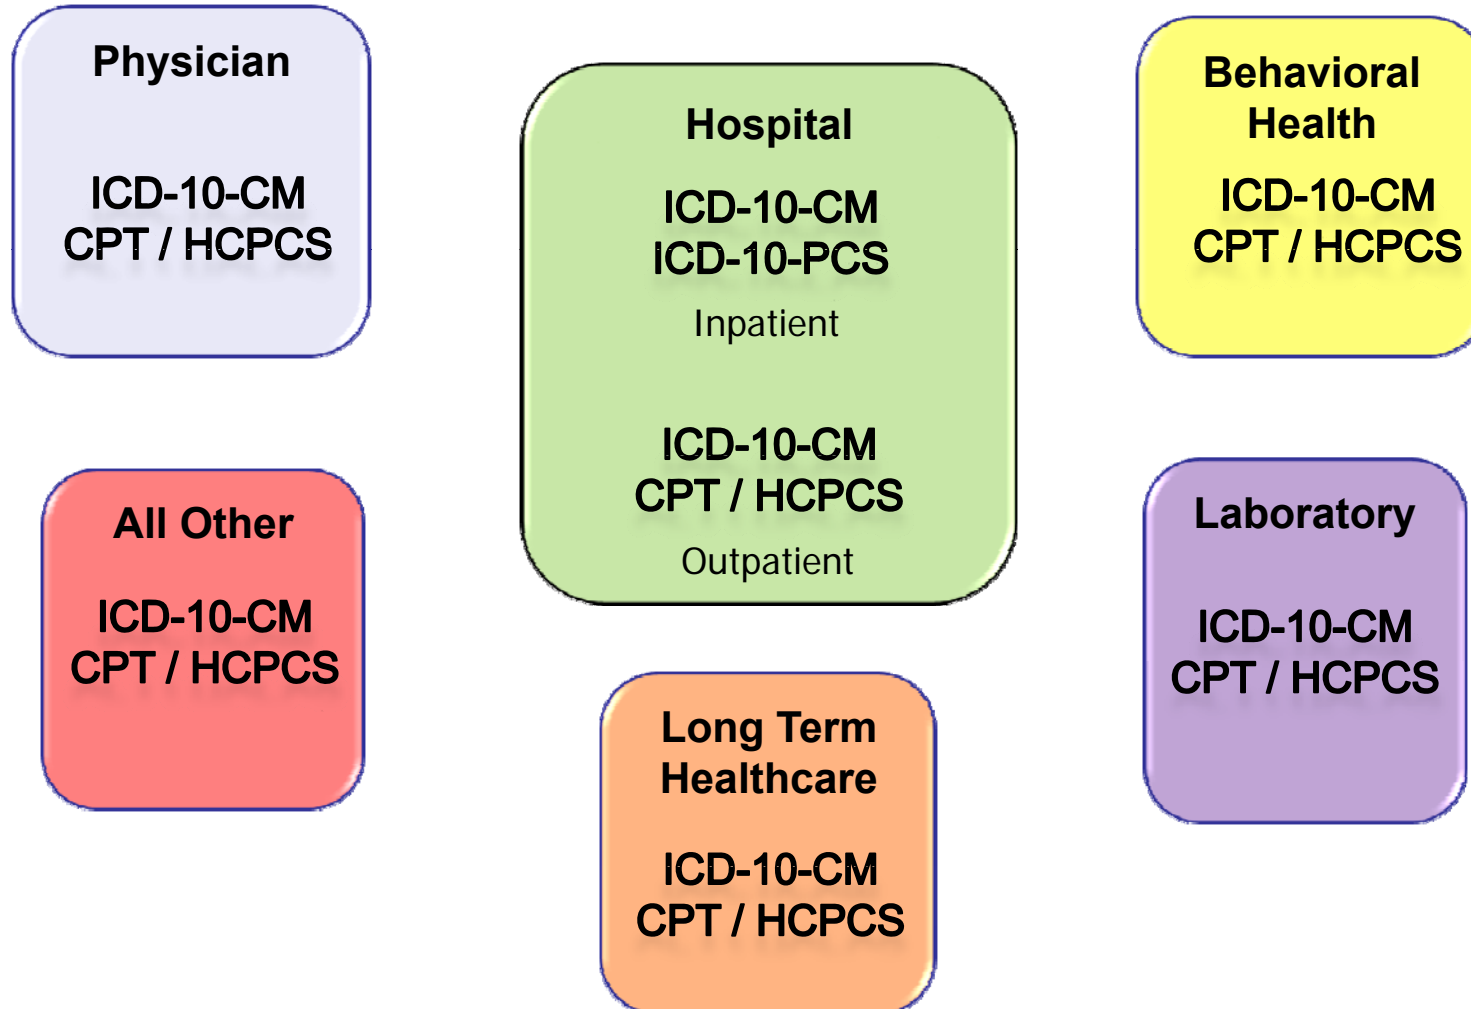 Physician
ICD-10-CM
CPT / HCPCS
Hospital
ICD-10-CM
ICD-10-PCS
Inpatient
ICD-10-CM
CPT / HCPCS
Outpatient
Behavioral
Health
ICD-10-CM
CPT / HCPCS
All Other
ICD-10-CM
CPT / HCPCS
Long Term
Healthcare
ICD-10-CM
CPT / HCPCS
Laboratory
ICD-10-CM
CPT / HCPCS